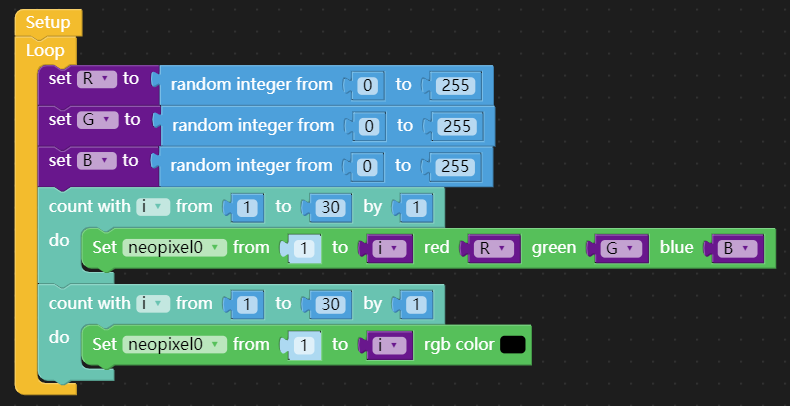 Setup
Loop
set R to random integer from 0 to 255
set G to random integer from 0 to 255
set B to random integer from 0 to 255
count with i from 1 to 30 by 1
do Set neopixel0 from 1 to i red R green G blue B
count with i from 1 to 30 by 1
do Set neopixel0 from 1 to i rgb color